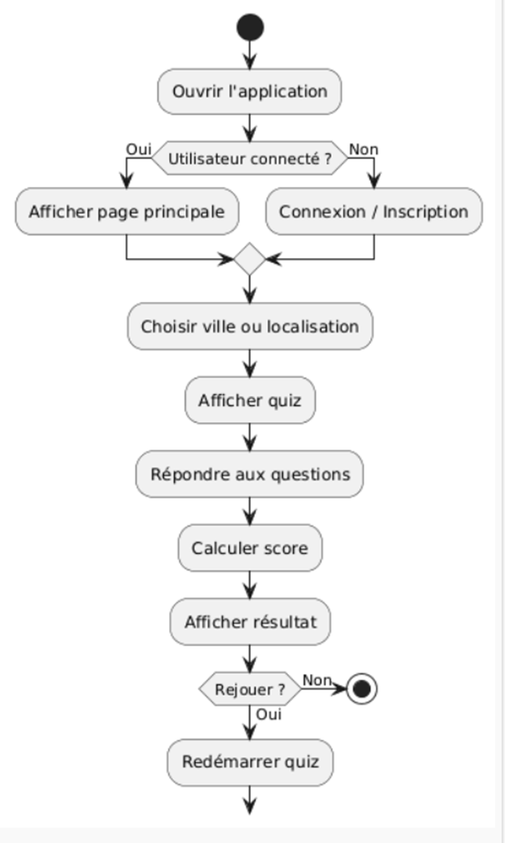 Ouvrir l'application
Oui
Utilisateur connecté ?
Non
Afficher page principale
Connexion / Inscription
Choisir ville ou localisation
Afficher quiz
Répondre aux questions
Calculer score
Afficher résultat
Rejouer ?
Non
Oui
Redémarrer quiz